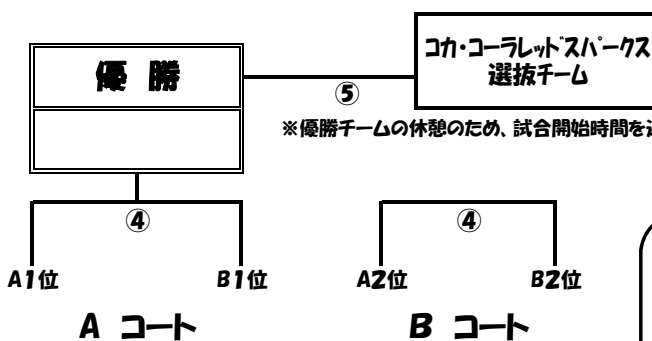 コカ・コーラレッドスパークス
選抜チーム
優 勝
⑤
※優勝チームの休憩のため、試合開始時間を
④
④
A1位
B1位
A2位
B2位
A コート
B コート